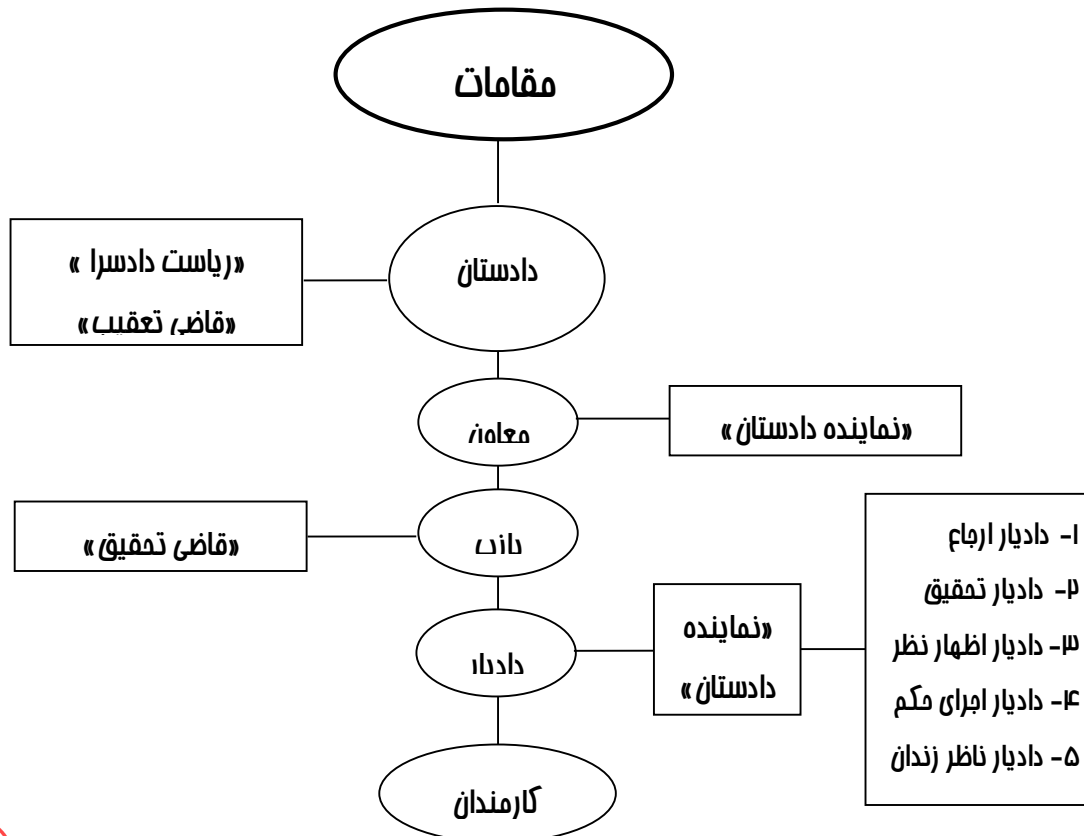 مقامات
دادستان
«ریاست دادسرا»
«قاضی تعقیب»
معاون
«نماینده دادستان»
«قاضی تحقیق»
دادیار
«نماینده
دادستان»
۱- دادیار ارجاع
۲- دادیار تحقیق
۳- دادیار اظهار نظر
۴- دادیار اجرای حکم
۵- دادیار ناظر زندان
کارمندان